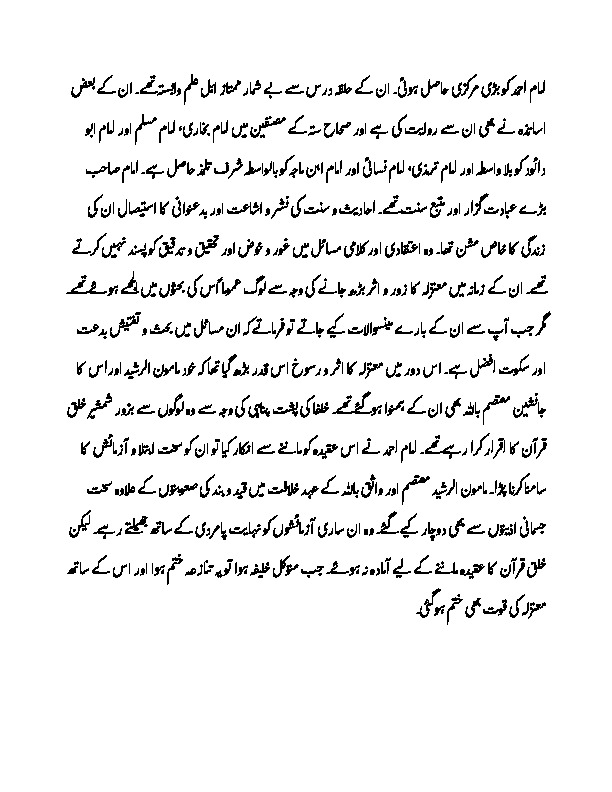 امام احمد کو بڑی مرکزی حاصل ہوئی۔ ان کے حلقہ درس سے بے شمار ممتاز اہل علم وابستہ تھے۔ ان کے بعض
اساتذہ نے بھی ان سے روایت کی ہے اور صحاح ستہ کے مصنفین میں امام بخاری، امام مسلم اور امام ابو
دائود کو بلا واسطہ اور امام ترمذی، امام نسائی اور امام ابن ماجہ کو بالواسطہ شرف تلمذ حاصل ہے۔ امام صاحب
بڑے عبادت گزار اور متبع سنت تھے۔ احادیث و سنت کی نشر و اشاعت اور بدعنوانی کا استیصال ان کی
زندگی کا خاص مشن تھا۔ وہ اعتقادی اور کلامی مسائل میں غور و خوض اور تحقیق و تدقیق کو پسند نہیں کرتے
تھے۔ ان کے زمانہ میں معتزلہ کا زور و اثر بڑھ جانے کی وجہ سے لوگ عموماً اُس کی بحثوں میں الجھے ہوئے تھے۔
مگر جب آپ سے ان کے بارے میںسوالات کیے جاتے تو فرماتے کہ ان مسائل میں بحث و تفتیش بدعت
اور سکوت افضل ہے۔ اس دور میں معتزلہ کا اثر و رسوخ اس قدر بڑھ گیا تھا کہ خود مامون الرشید اور اس کا
جانشین معتصم باللہ بھی ان کے ہمنوا ہو گئے تھے۔ خلفا کی پشت پناہی کی وجہ سے وہ لوگوں سے بزور شمشیر خلق
قرآن کا اقرار کرا رہے تھے۔ امام احمد نے اس عقیدہ کو ماننے سے انکار کیا تو ان کو سخت ابتلا و آزمائش کا
سامنا کرنا پڑا۔ مامون الرشید معتصم اور واثق باللہ کے عہد خلافت میں قید و بند کی صعوبتوں کے علاوہ سخت
جسمانی اذیتوں سے بھی دوچار کیے گئے۔ وہ ان ساری آزمائشوں کو نہایت پامردی کے ساتھ جھیلتے رہے۔ لیکن
خلق قرآن کا عقیدہ ماننے کے لیے آمادہ نہ ہوئے۔ جب متوکل خلیفہ ہوا تو یہ تنازعہ ختم ہوا اور اس کے ساتھ
معتزلہ کی قوت بھی ختم ہو گئی۔